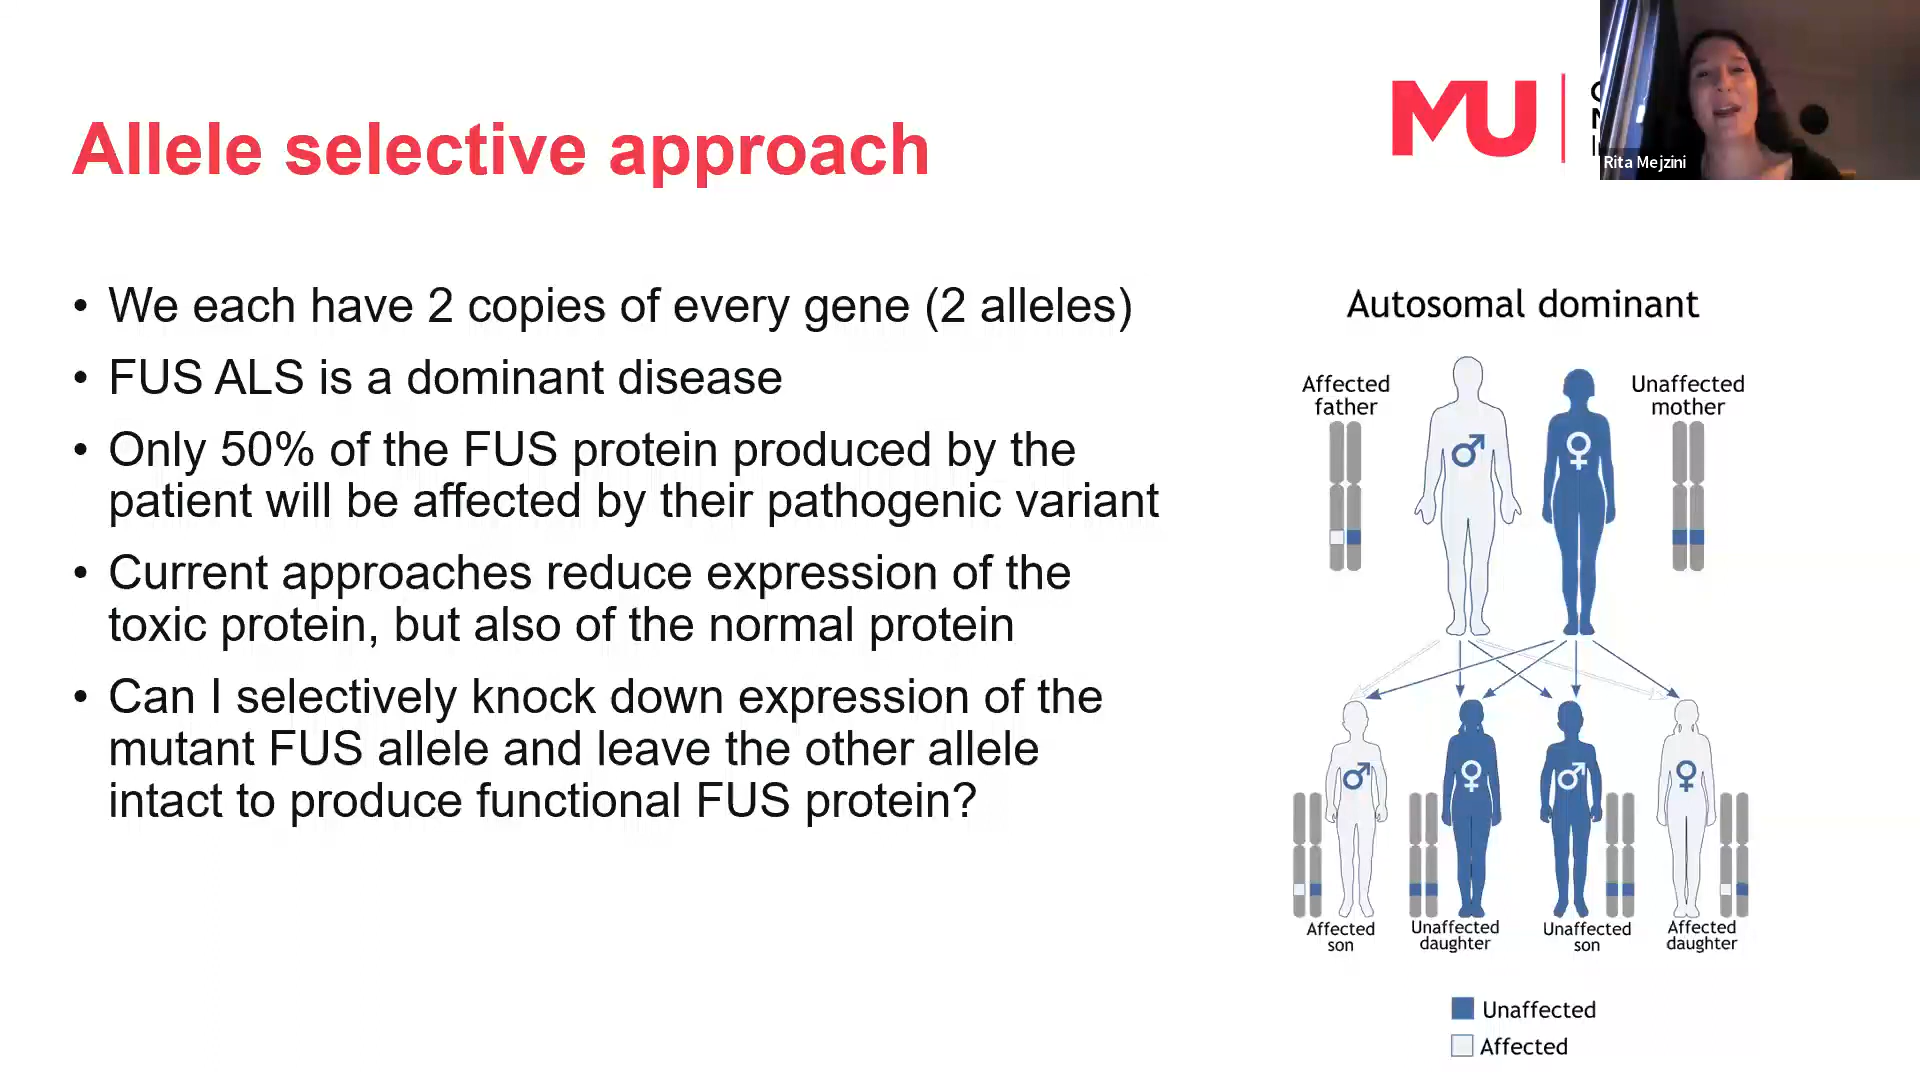 Allele selective approach
MU
Rita Mejzini
• We each have 2 copies of every gene (2 alleles)
• FUS ALS is a dominant disease
• Only 50% of the FUS protein produced by the
patient will be affected by their pathogenic variant
• Current approaches reduce expression of the
toxic protein, but also of the normal protein
• Can I selectively knock down expression of the
mutant FUS allele and leave the other allele
intact to produce functional FUS protein?
Autosomal dominant
Affected
father
Unaffected
mother
Affected
son
Unaffected
daughter
Unaffected
son
Affected
daughter
Unaffected
Affected